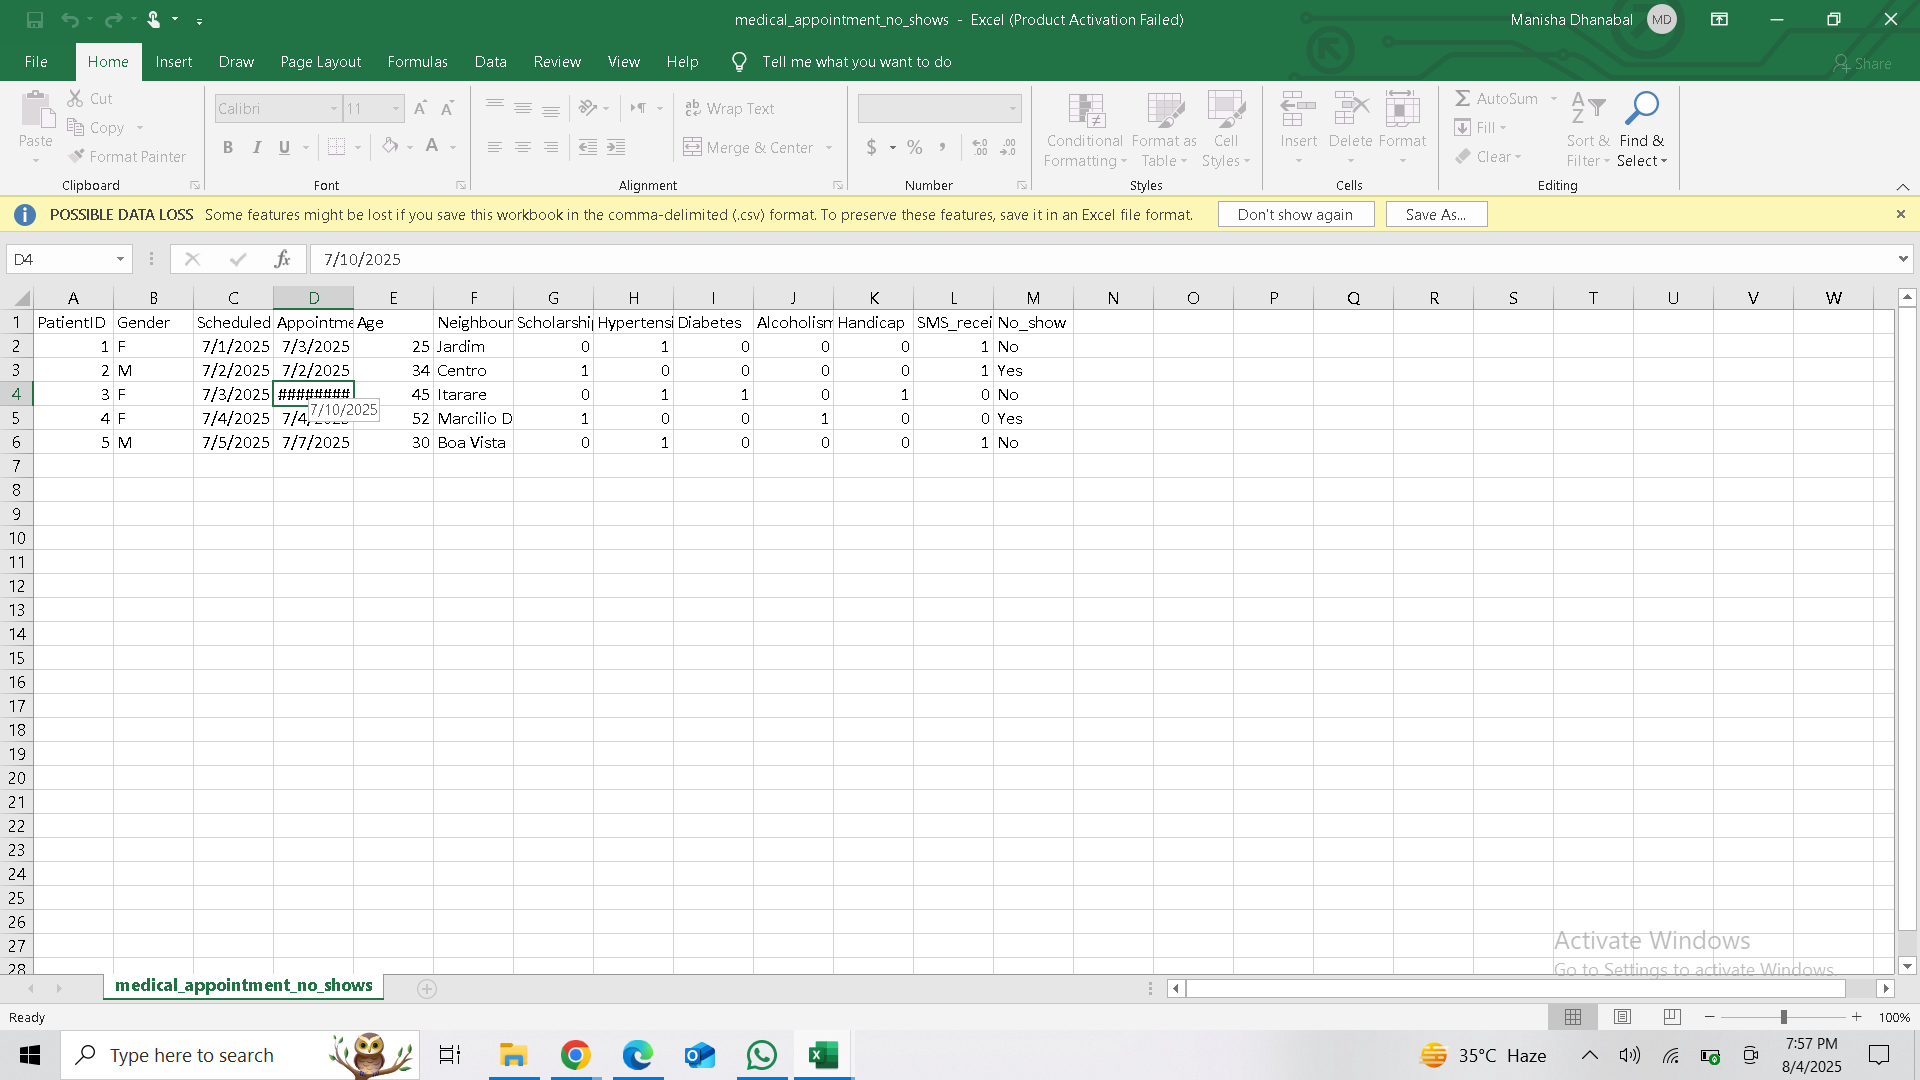 medical_appointment_no_shows - Excel (Product Activation Failed)
Manisha Dhanabal MD
File Home Insert Draw Page Layout Formulas Data Review View Help Tell me what you want to do Share
Paste Cut Copy Format Painter Clipboard
Calibri 11 B I U A Font
Wrap Text Merge & Center Alignment
$ % , Number
Conditional Formatting Format as Table Cell Styles Styles
Insert Delete Format Cells
AutoSum Fill Clear Sort & Filter Find & Select Editing
POSSIBLE DATA LOSS Some features might be lost if you save this workbook in the comma-delimited (.csv) format. To preserve these features, save it in an Excel file format. Don't show again Save As...
D4 fx 7/10/2025
A B C D E F G H I J K L M N O P Q R S T U V W
1 PatientID Gender Scheduled Appointme Age Neighbour Scholarshi Hypertensi Diabetes Alcoholism Handicap SMS_recei No_show
2 1 F 7/1/2025 7/3/2025 25 Jardim 0 1 0 0 0 1 No
3 2 M 7/2/2025 7/2/2025 34 Centro 1 0 0 0 0 1 Yes
4 3 F 7/3/2025 ######## 45 Itarare 0 1 1 0 1 0 No
7/10/2025
5 4 F 7/4/2025 7/4/2025 52 Marcilio D 1 0 0 1 0 0 Yes
6 5 M 7/5/2025 7/7/2025 30 Boa Vista 0 1 0 0 0 1 No
7
8
9
10
11
12
13
14
15
16
17
18
19
20
21
22
23
24
25
26
27
28
Activate Windows
Go to Settings to activate Windows.
medical_appointment_no_shows
Ready 100%
Type here to search
35°C Haze
7:57 PM
8/4/2025